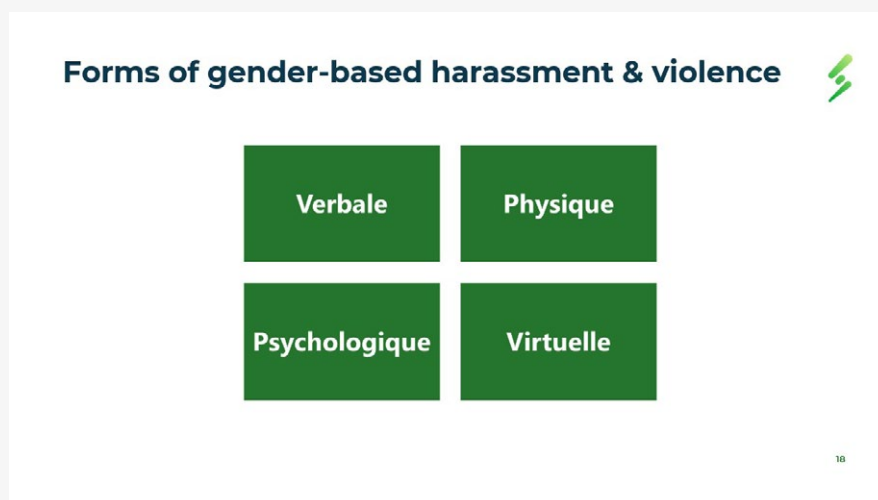 Forms of gender-based harassment & violence
Verbale
Physique
Psychologique
Virtuelle
18